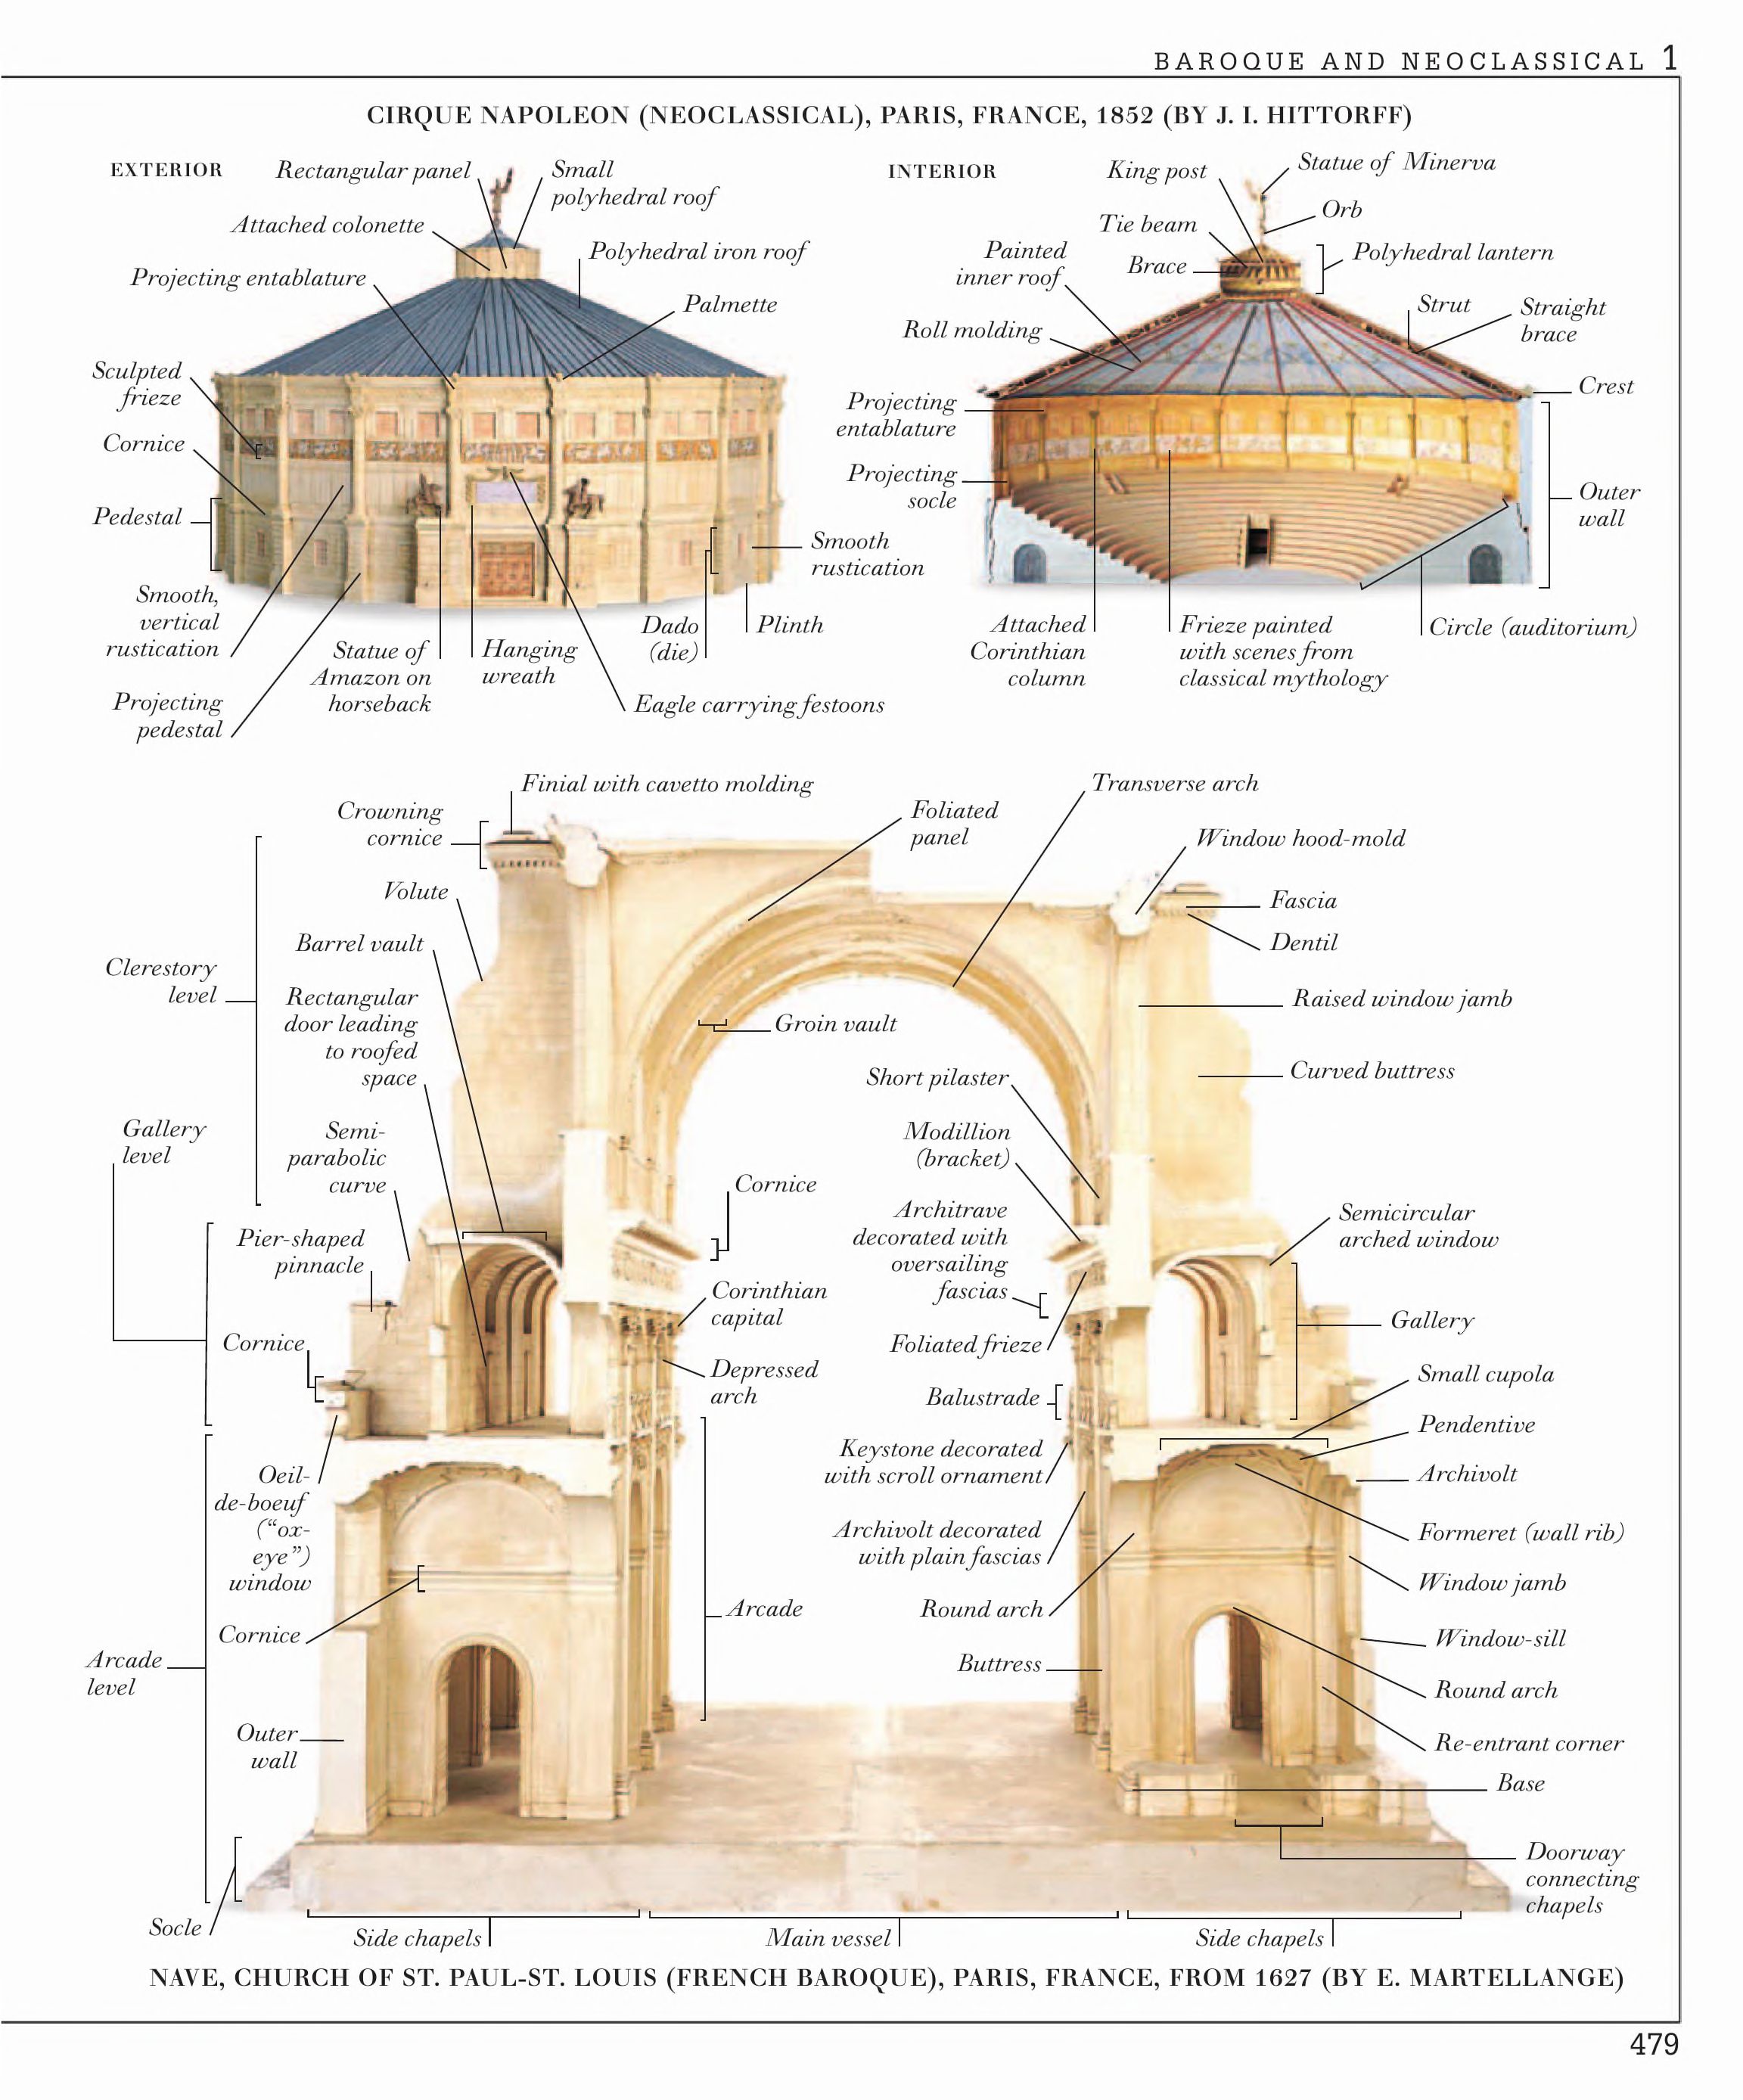 BAROQUE AND NEOCLASSICAL 1
CIRQUE NAPOLEON (NEOCLASSICAL), PARIS, FRANCE, 1852 (BY J. I. HITTORFF)
EXTERIOR
Rectangular panel
Small
polyhedral roof
Attached colonette
Polyhedral iron roof
Projecting entablature
Palmette
Sculpted
frieze
Cornice
Pedestal
Smooth
rustication
Smooth,
vertical
rustication
Projecting
pedestal
Statue of
Amazon on
horseback
Hanging
wreath
Dado
(die)
Plinth
Eagle carrying festoons
INTERIOR
King post
Statue of Minerva
Orb
Tie beam
Painted
inner roof
Brace
Polyhedral lantern
Roll molding
Strut
Straight
brace
Crest
Projecting
entablature
Projecting
socle
Outer
wall
Attached
Corinthian
column
Frieze painted
with scenes from
classical mythology
Circle (auditorium)
Finial with cavetto molding
Crowning
cornice
Foliated
panel
Transverse arch
Window hood-mold
Volute
Fascia
Barrel vault
Dentil
Clerestory
level
Rectangular
door leading
to roofed
space
Groin vault
Raised window jamb
Short pilaster
Curved buttress
Gallery
level
Semi-
parabolic
curve
Modillion
(bracket)
Cornice
Architrave
decorated with
oversailing
fascias
Semicircular
arched window
Pier-shaped
pinnacle
Corinthian
capital
Gallery
Cornice
Foliated frieze
Depressed
arch
Small cupola
Balustrade
Pendentive
Keystone decorated
with scroll ornament
Archivolt
Oeil-
de-boeuf
(“ox-
eye”)
window
Archivolt decorated
with plain fascias
Formeret (wall rib)
Window jamb
Arcade
Round arch
Cornice
Window-sill
Arcade
level
Buttress
Round arch
Outer
wall
Re-entrant corner
Base
Doorway
connecting
chapels
Socle
Side chapels
Main vessel
Side chapels
NAVE, CHURCH OF ST. PAUL-ST. LOUIS (FRENCH BAROQUE), PARIS, FRANCE, FROM 1627 (BY E. MARTELLANGE)
479